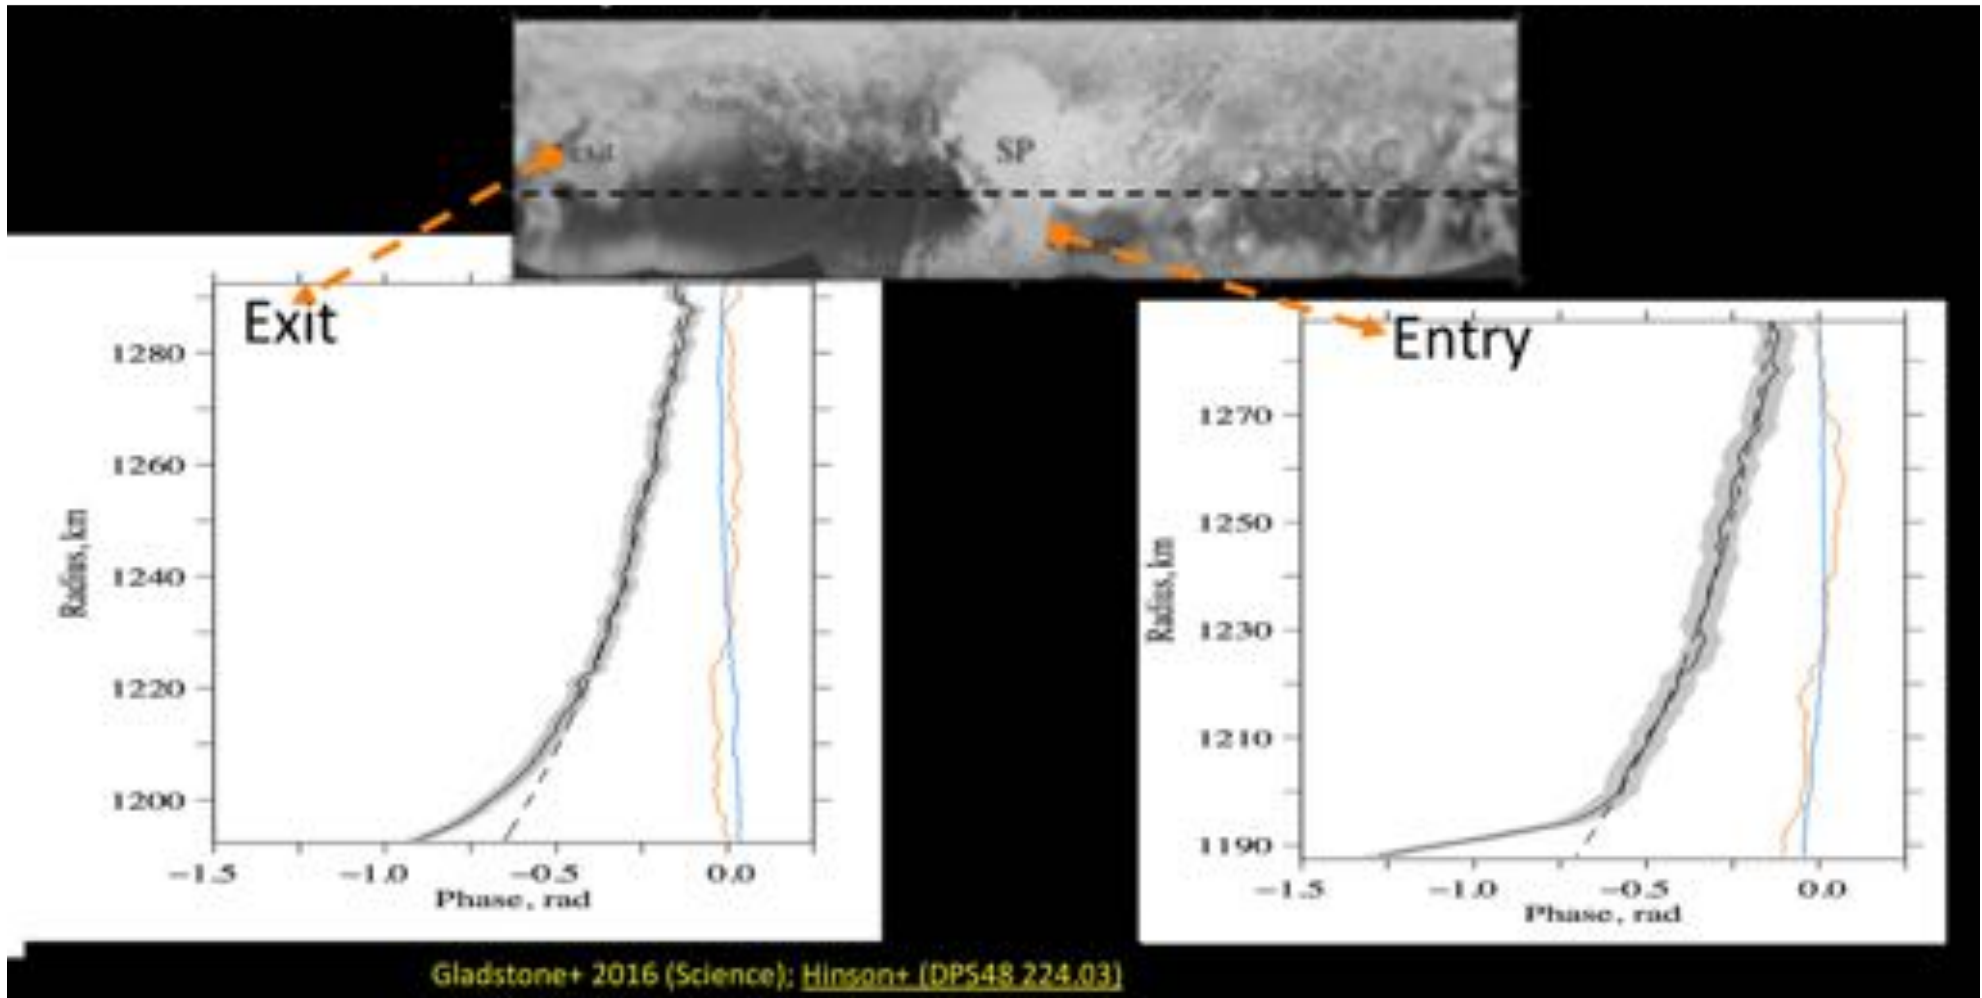 SP
Exit
Exit
1280
1260
1240
1220
1200
Radius, km
-1.5
-1.0
-0.5
0.0
Phase, rad
Entry
1270
1250
1230
1210
1190
Radius, km
-1.5
-1.0
-0.5
0.0
Phase, rad
Gladstone+ 2016 (Science); Hinson+ (DPS48 224.03)